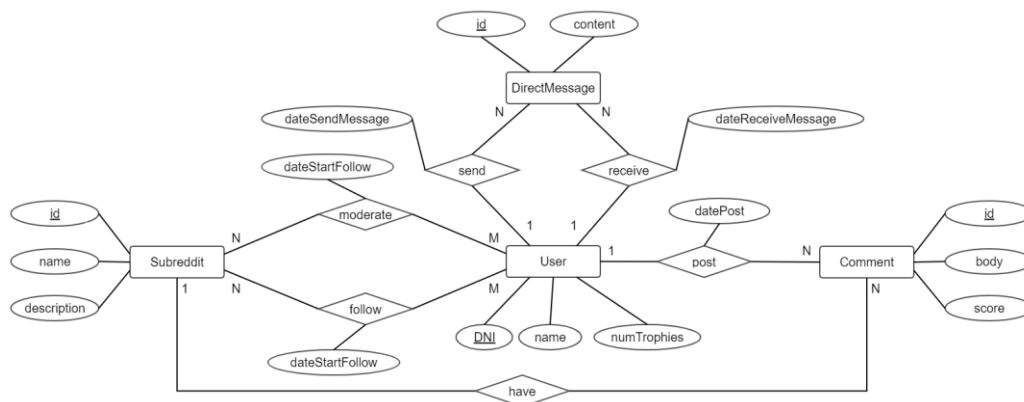 id
content
DirectMessage
N
N
dateSendMessage
dateReceiveMessage
dateStartFollow
send
receive
id
moderate
datePost
id
name
Subreddit
N
M
1
1
User
1
post
N
Comment
body
1
N
M
N
description
follow
score
DNI
name
numTrophies
dateStartFollow
have